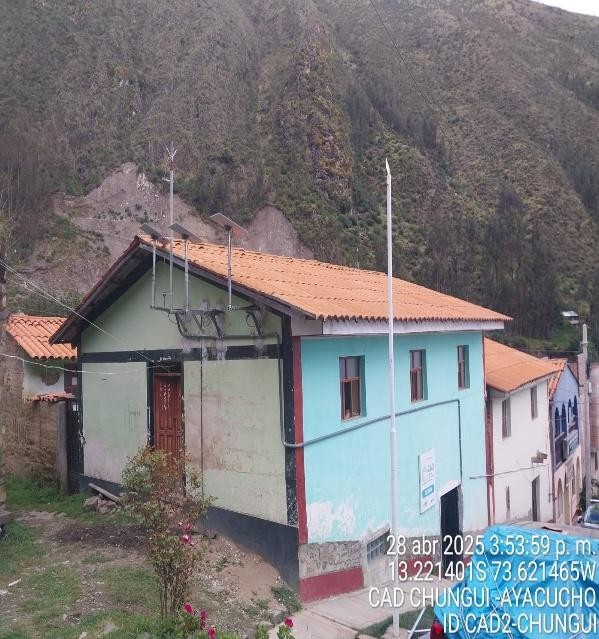 28 abr 2025 3:53:59 p. m.
13.221401S 73.621465W
CAD CHUNGUI -AYACUCHO
ID CAD2-CHUNGUI